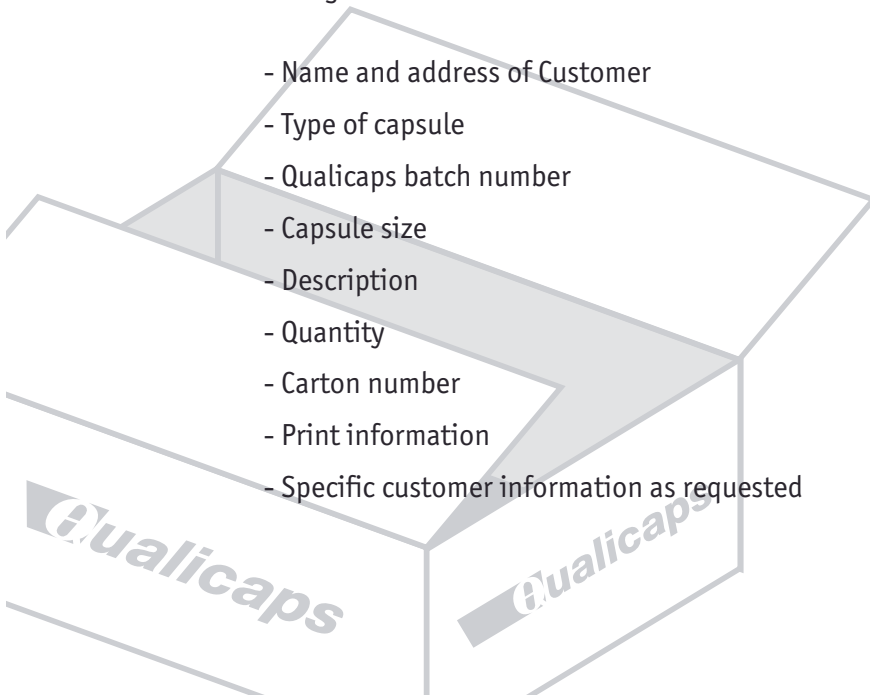 - Name and address of Customer
- Type of capsule
- Qualicaps batch number
- Capsule size
- Description
- Quantity
- Carton number
- Print information
- Specific customer information as requested
Qualicaps
Qualicaps